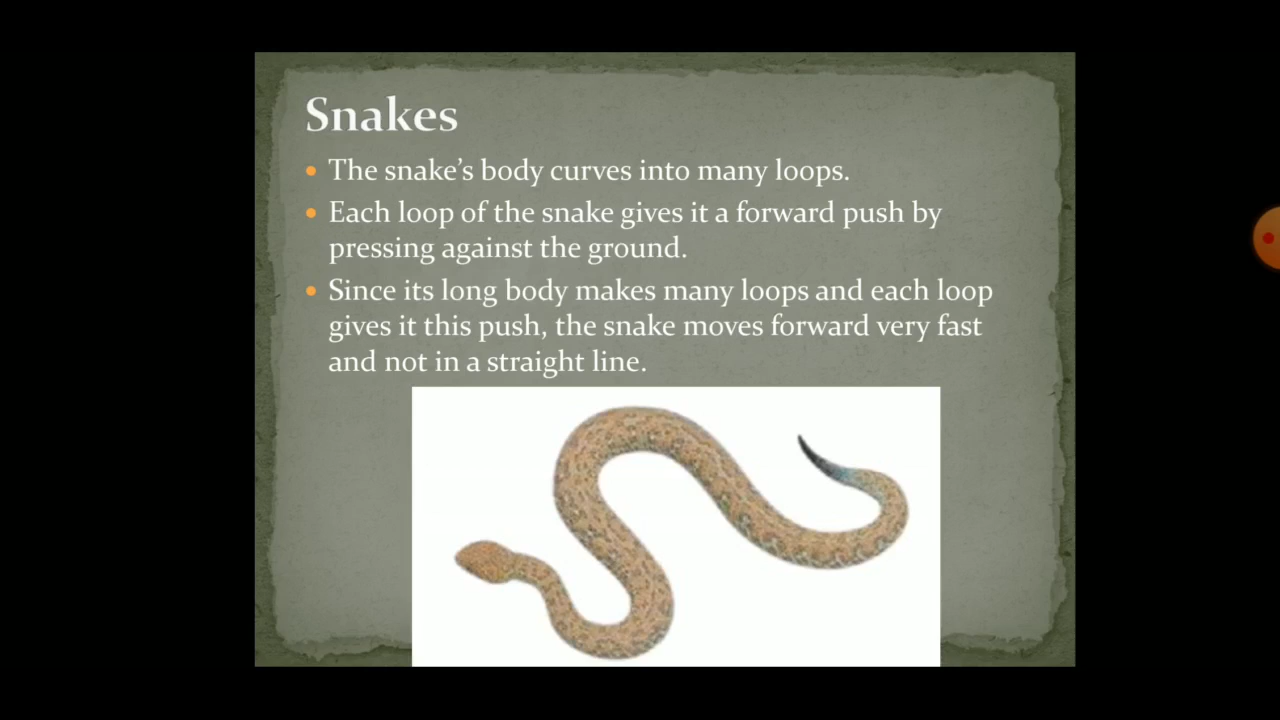 Snakes
• The snake's body curves into many loops.
• Each loop of the snake gives it a forward push by
pressing against the ground.
• Since its long body makes many loops and each loop
gives it this push, the snake moves forward very fast
and not in a straight line.